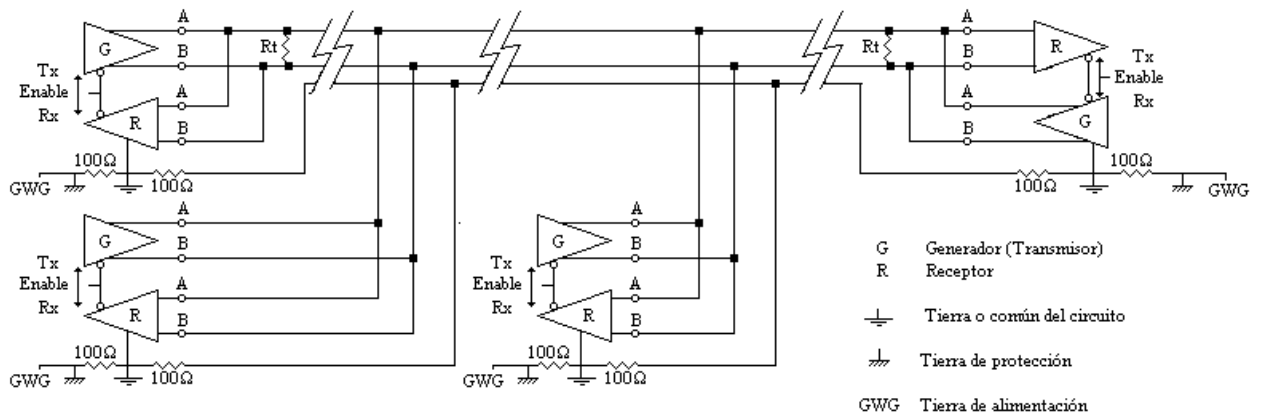 A
A
G
Rt
Rt
R
B
B
Tx
Enable
Rx
Tx
Enable
Rx
A
A
R
G
B
B
100Ω
100Ω
GWG
100Ω
100Ω
GWG
A
A
G
B
G
B
Tx
Enable
Rx
Tx
Enable
Rx
A
A
R
B
R
B
100Ω
100Ω
GWG
100Ω
100Ω
GWG
G Generador (Transmisor)
R Receptor
Tierra o común del circuito
Tierra de protección
GWG Tierra de alimentación